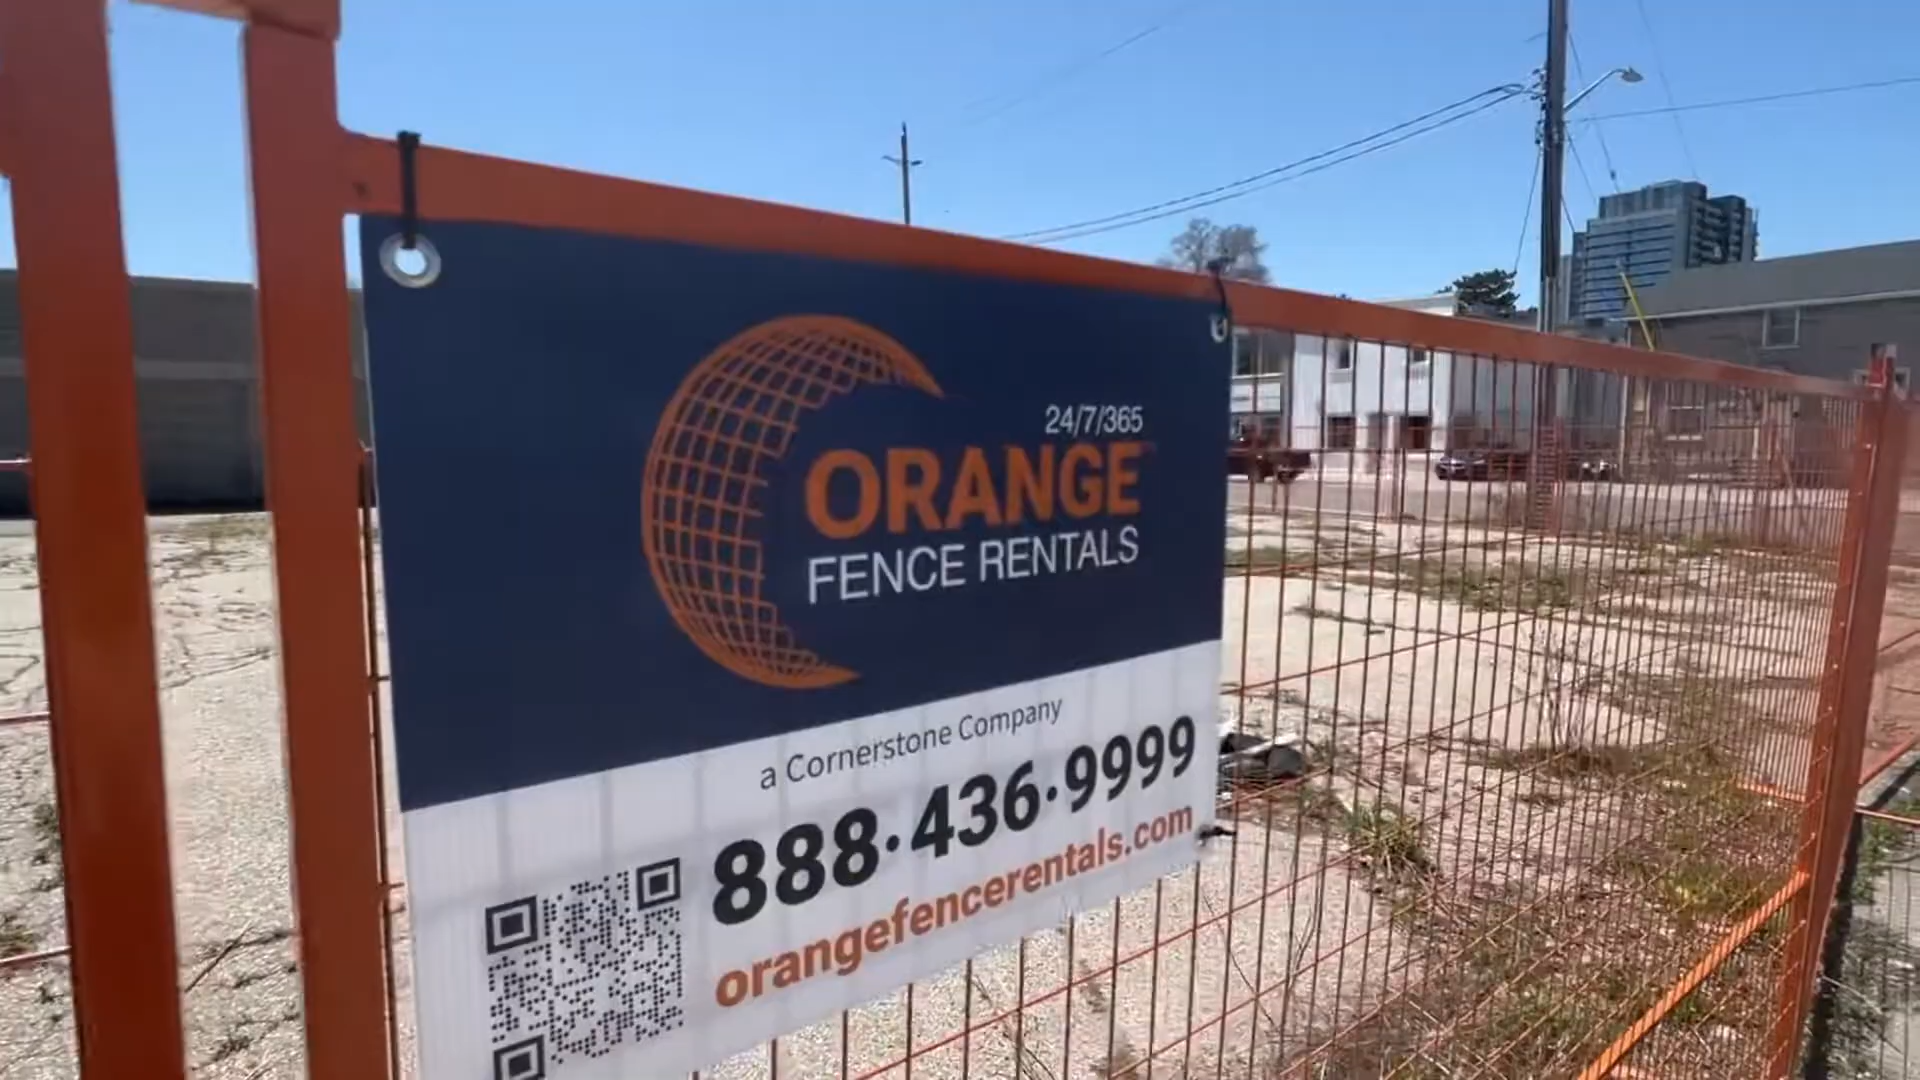 24/7/365
ORANGE
FENCE RENTALS
a Cornerstone Company
888·436·9999
orangefencerentals.com